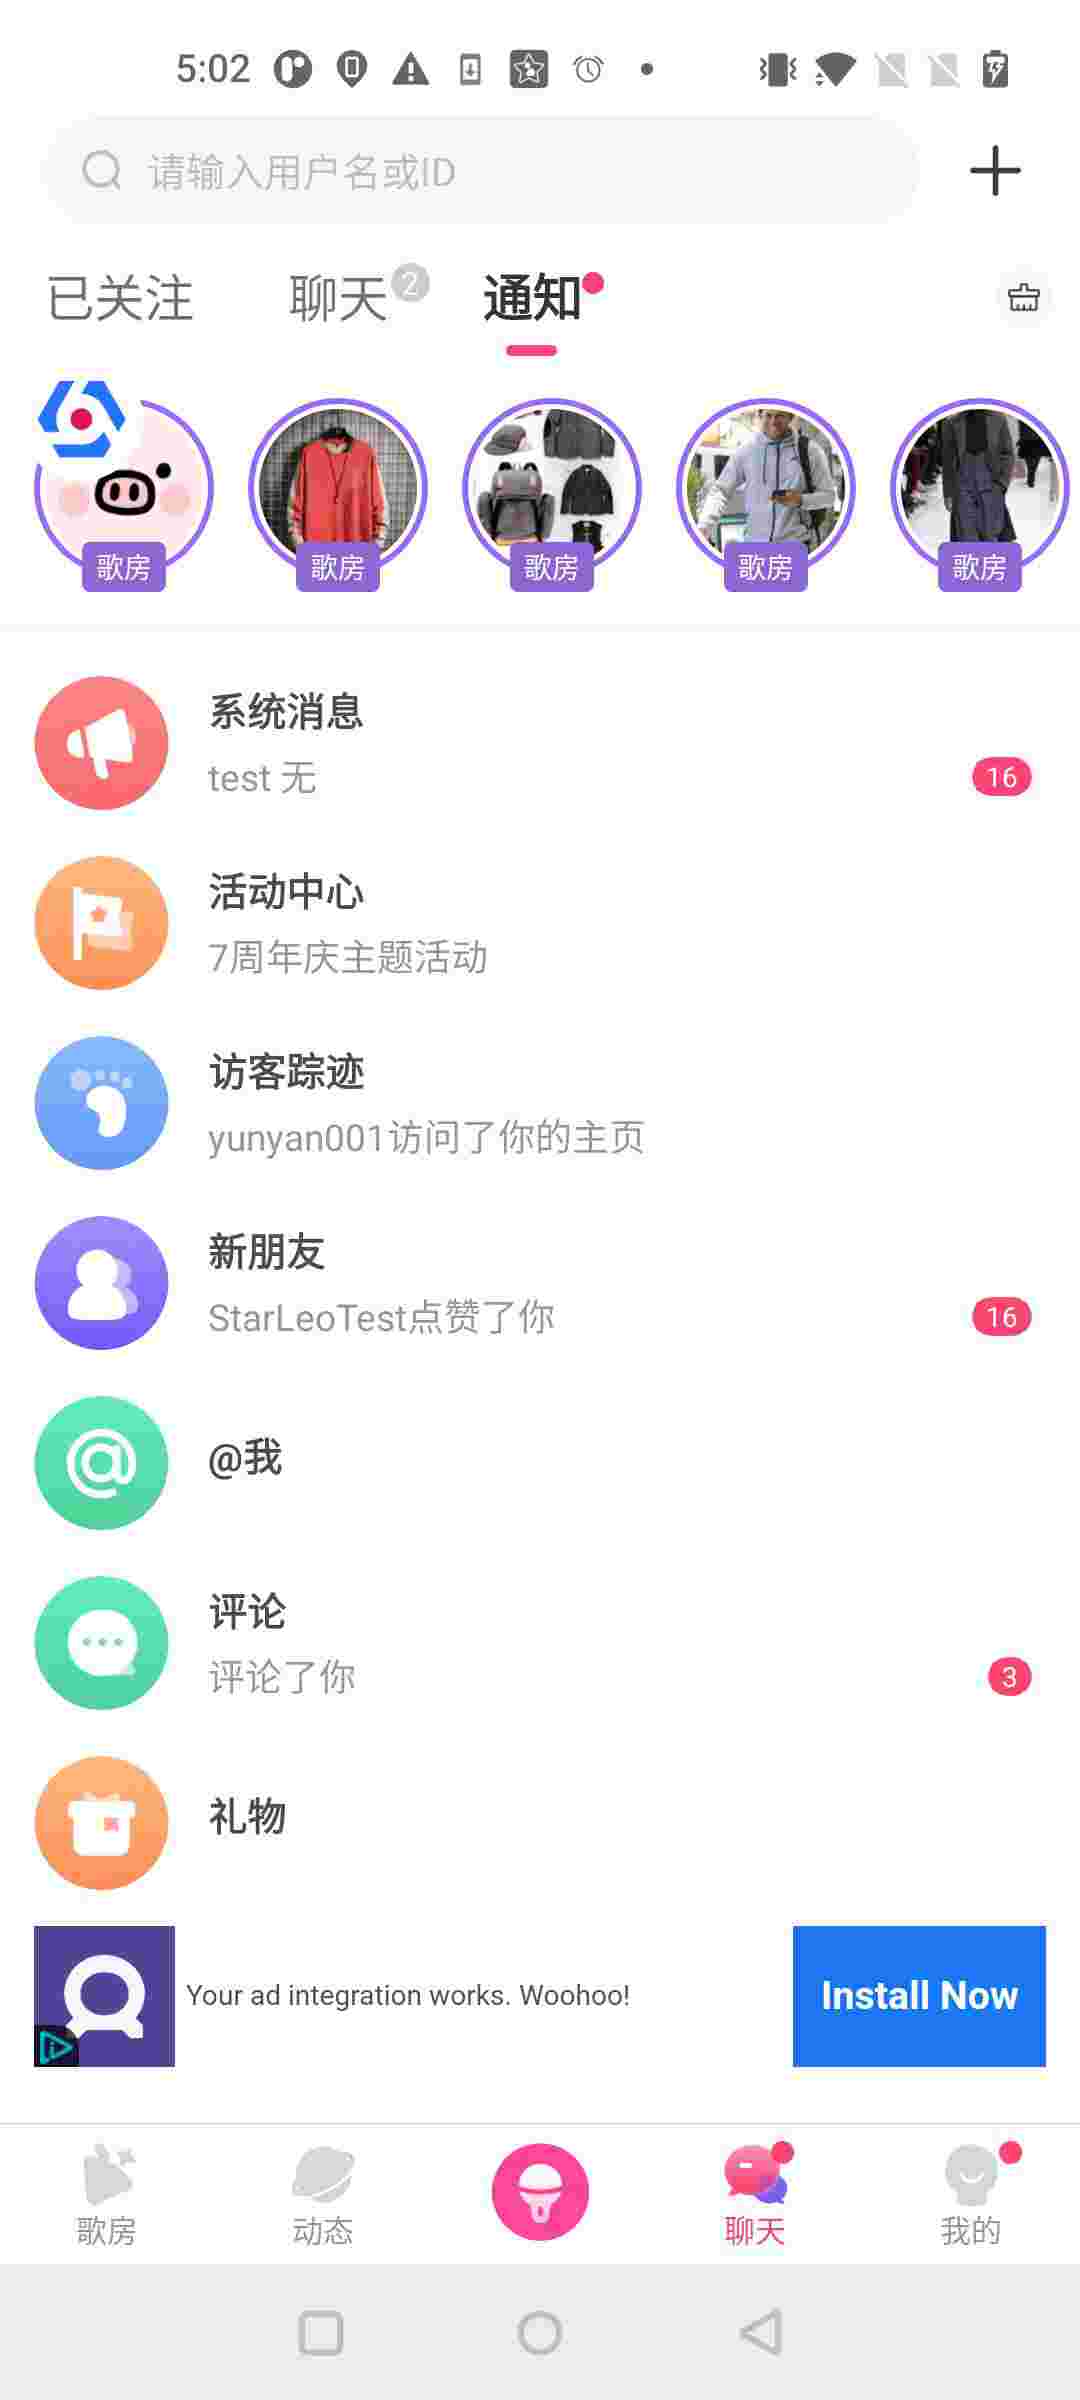 5:02
请输入用户名或ID
已关注
聊天 2
通知
歌房
歌房
歌房
歌房
歌房
系统消息
test 无
16
活动中心
7周年庆主题活动
访客踪迹
yunyan001访问了你的主页
新朋友
StarLeoTest点赞了你
16
@我
评论
评论了你
3
礼物
Your ad integration works. Woohoo!
Install Now
歌房
动态
聊天
我的